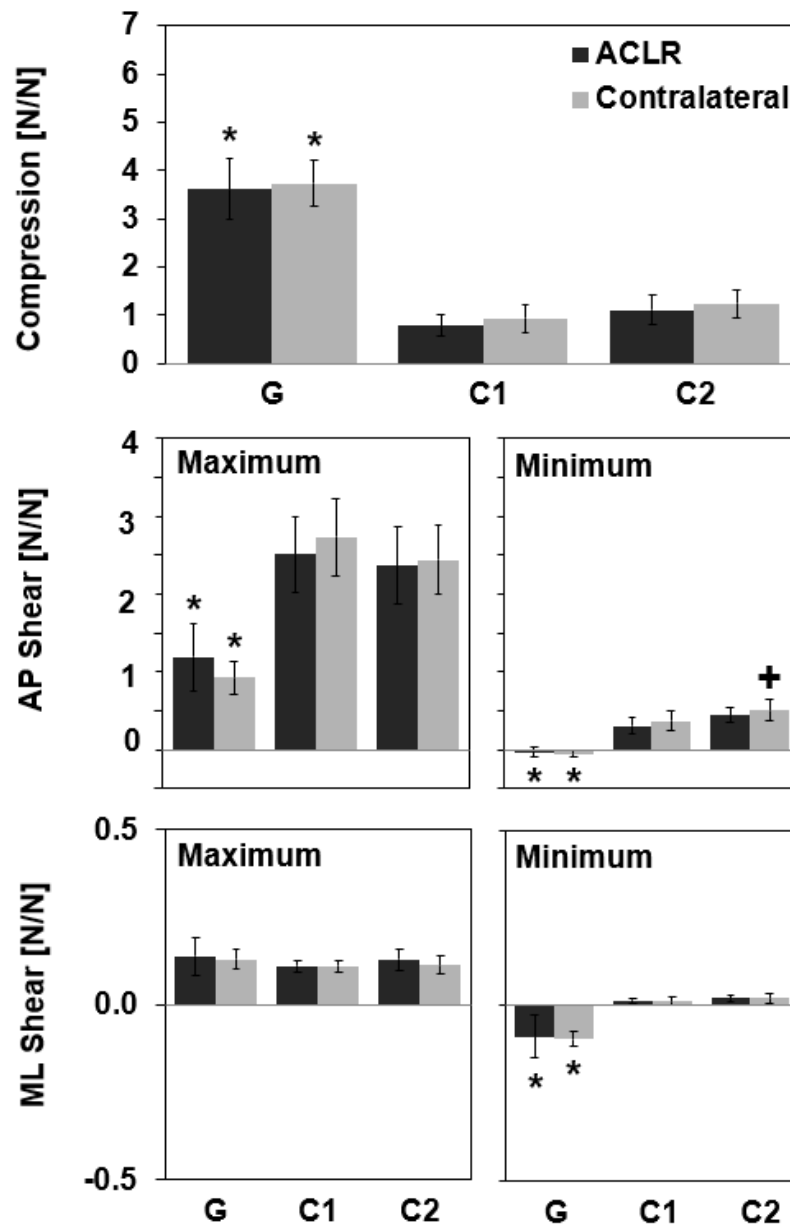 Compression [N/N]
7
6
5
4
3
2
1
0
ACLR
Contralateral
* *
G C1 C2
AP Shear [N/N]
4
3
2
1
0
Maximum
* *
Minimum
+
* *
ML Shear [N/N]
0.5
0.0
-0.5
Maximum
Minimum
* *
G C1 C2
G C1 C2